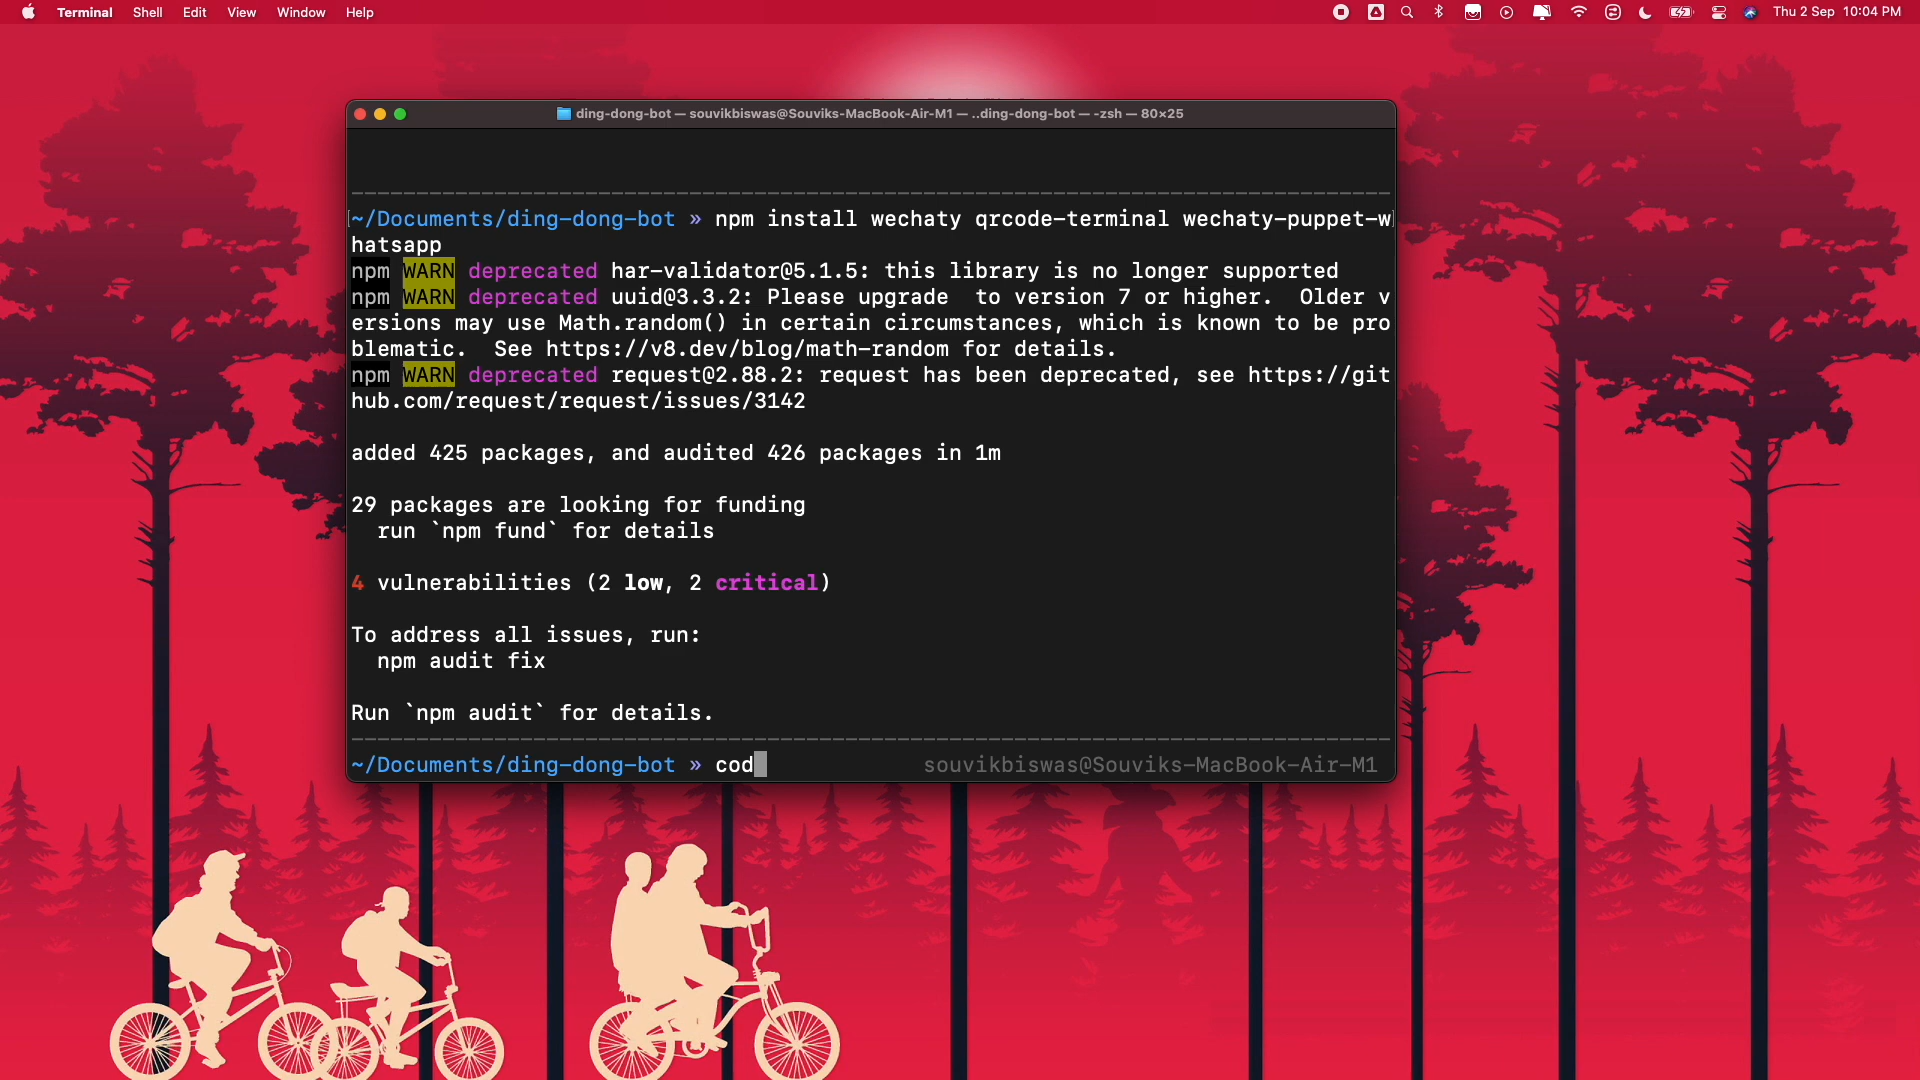 Terminal Shell Edit View Window Help Thu 2 Sep 10:04 PM
ding-dong-bot — souvikbiswas@Souviks-MacBook-Air-M1 — ..ding-dong-bot — -zsh — 80×25
~/Documents/ding-dong-bot » npm install wechaty qrcode-terminal wechaty-puppet-w
hatsapp
npm WARN deprecated har-validator@5.1.5: this library is no longer supported
npm WARN deprecated uuid@3.3.2: Please upgrade  to version 7 or higher.  Older v
ersions may use Math.random() in certain circumstances, which is known to be pro
blematic.  See https://v8.dev/blog/math-random for details.
npm WARN deprecated request@2.88.2: request has been deprecated, see https://git
hub.com/request/request/issues/3142
added 425 packages, and audited 426 packages in 1m
29 packages are looking for funding
  run `npm fund` for details
4 vulnerabilities (2 low, 2 critical)
To address all issues, run:
  npm audit fix
Run `npm audit` for details.
~/Documents/ding-dong-bot » cod souvikbiswas@Souviks-MacBook-Air-M1